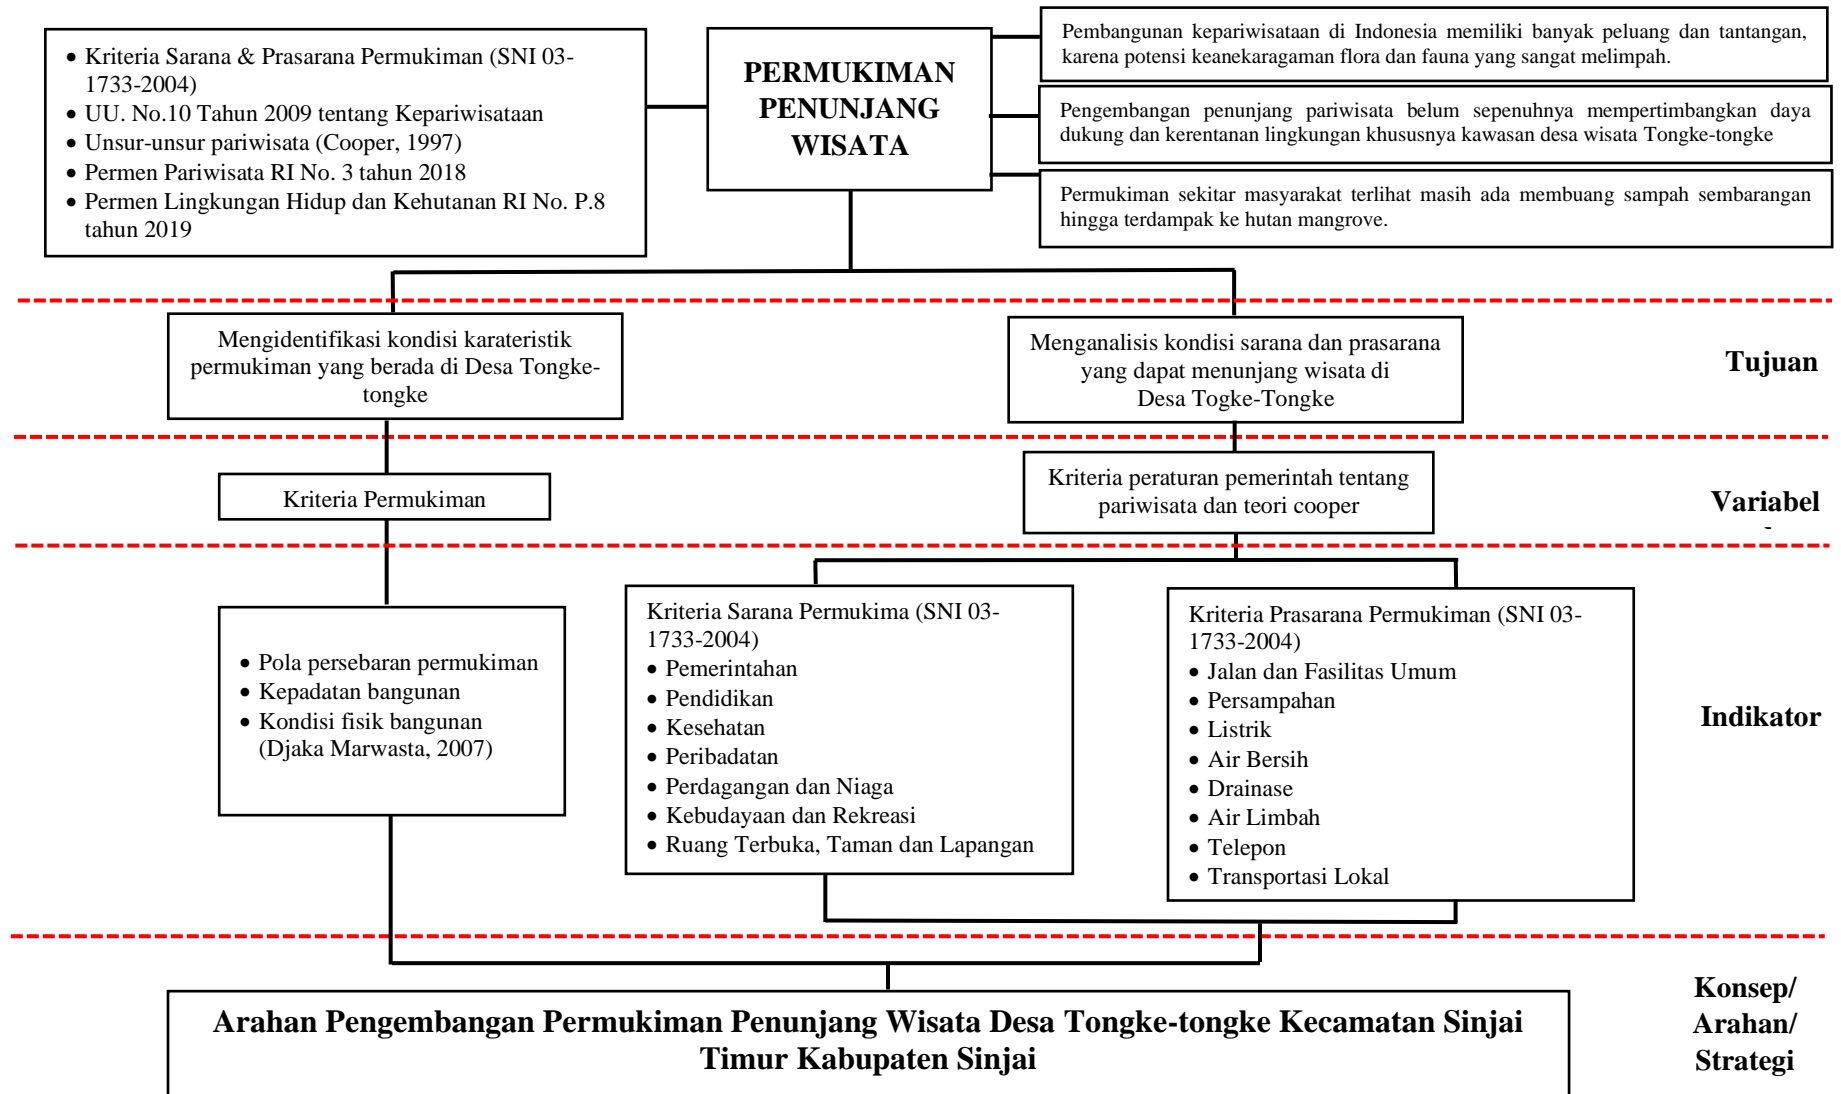 • Kriteria Sarana & Prasarana Permukiman (SNI 03-
1733-2004)
• UU. No.10 Tahun 2009 tentang Kepariwisataan
• Unsur-unsur pariwisata (Cooper, 1997)
• Permen Pariwisata RI No. 3 tahun 2018
• Permen Lingkungan Hidup dan Kehutanan RI No. P.8
tahun 2019
PERMUKIMAN
PENUNJANG
WISATA
Pembangunan kepariwisataan di Indonesia memiliki banyak peluang dan tantangan,
karena potensi keanekaragaman flora dan fauna yang sangat melimpah.
Pengembangan penunjang pariwisata belum sepenuhnya mempertimbangkan daya
dukung dan kerentanan lingkungan khususnya kawasan desa wisata Tongke-tongke
Permukiman sekitar masyarakat terlihat masih ada membuang sampah sembarangan
hingga terdampak ke hutan mangrove.
Mengidentifikasi kondisi karateristik
permukiman yang berada di Desa Tongke-
tongke
Menganalisis kondisi sarana dan prasarana
yang dapat menunjang wisata di
Desa Togke-Tongke
Tujuan
Kriteria Permukiman
Kriteria peraturan pemerintah tentang
pariwisata dan teori cooper
Variabel
• Pola persebaran permukiman
• Kepadatan bangunan
• Kondisi fisik bangunan
(Djaka Marwasta, 2007)
Kriteria Sarana Permukima (SNI 03-
1733-2004)
• Pemerintahan
• Pendidikan
• Kesehatan
• Peribadatan
• Perdagangan dan Niaga
• Kebudayaan dan Rekreasi
• Ruang Terbuka, Taman dan Lapangan
Kriteria Prasarana Permukiman (SNI 03-
1733-2004)
• Jalan dan Fasilitas Umum
• Persampahan
• Listrik
• Air Bersih
• Drainase
• Air Limbah
• Telepon
• Transportasi Lokal
Indikator
Arahan Pengembangan Permukiman Penunjang Wisata Desa Tongke-tongke Kecamatan Sinjai
Timur Kabupaten Sinjai
Konsep/
Arahan/
Strategi